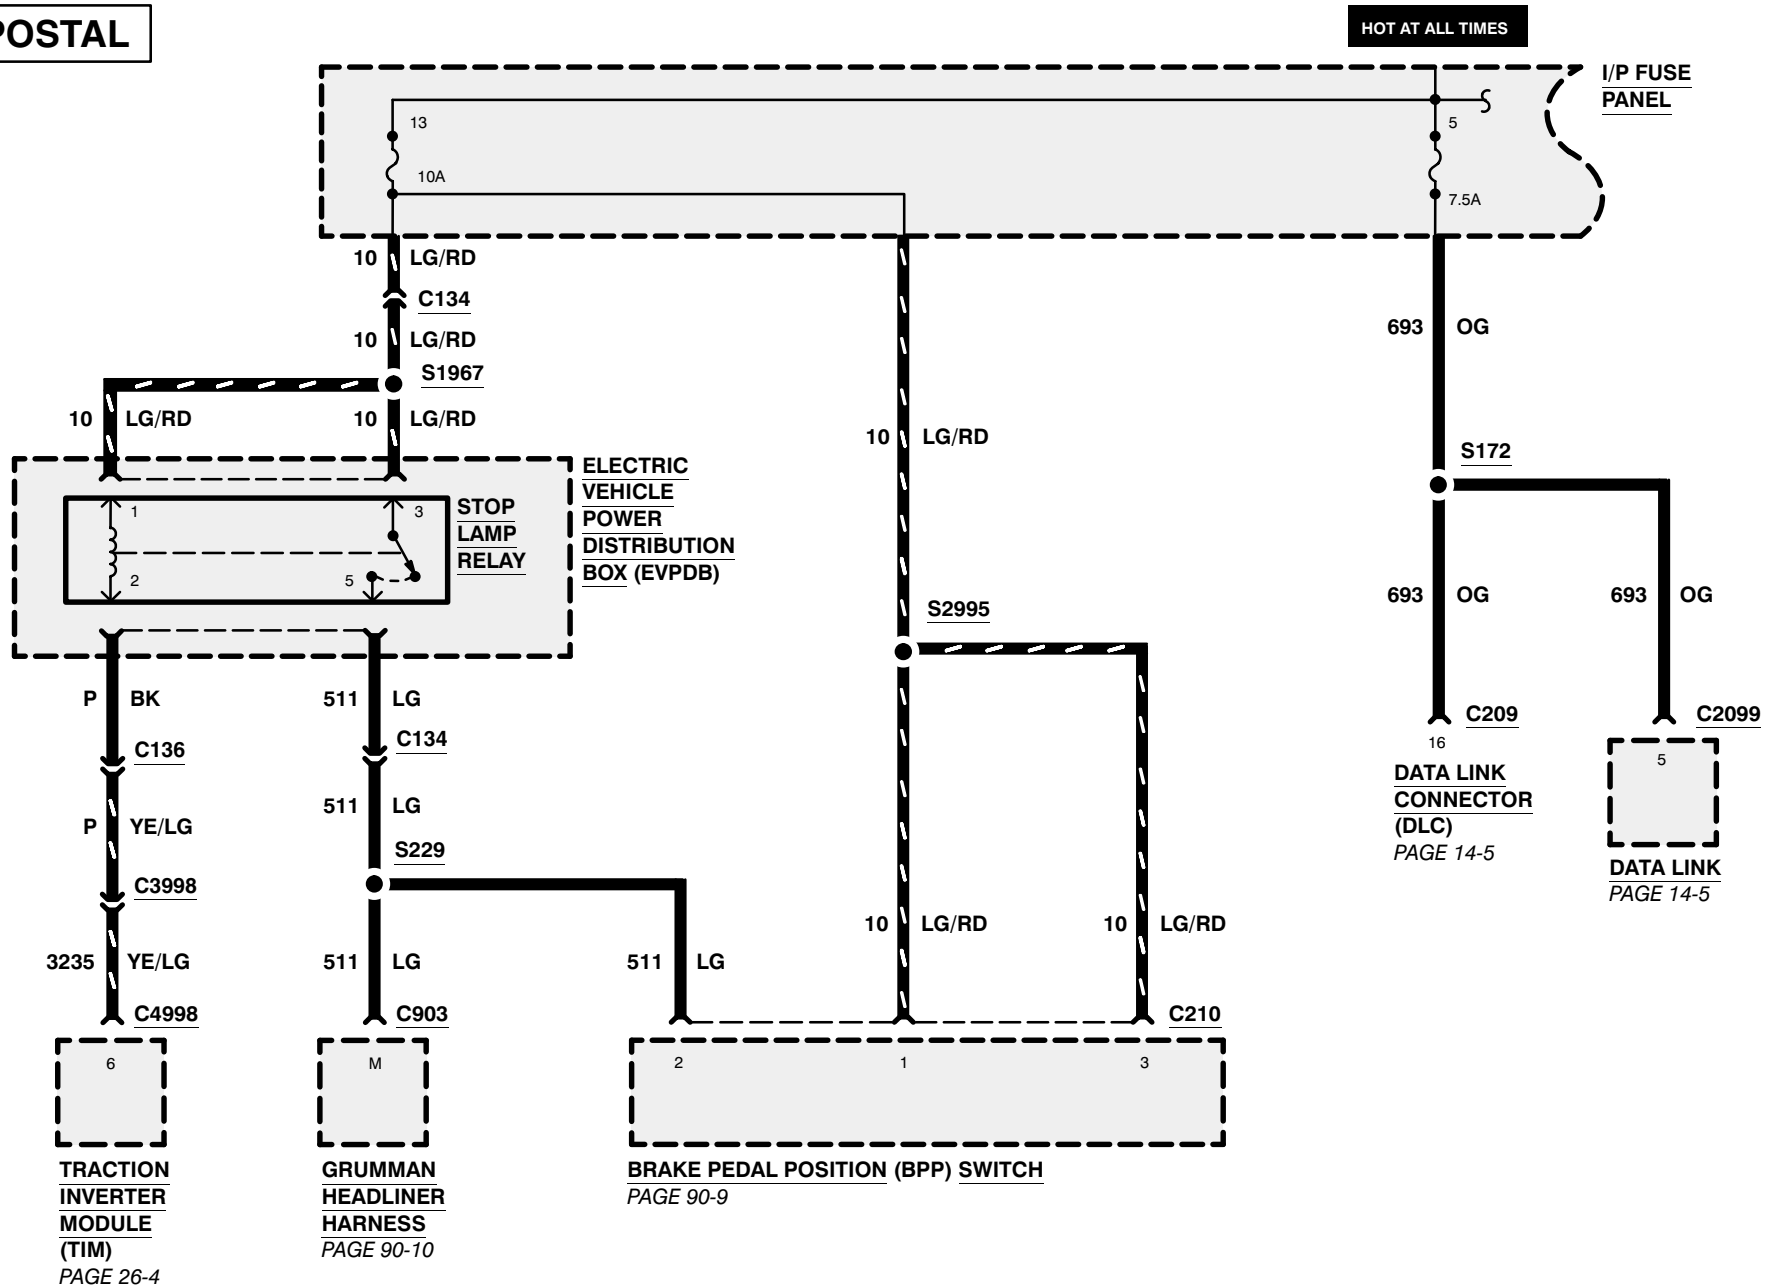 POSTAL
HOT AT ALL TIMES
I/P FUSE
PANEL
13
10A
5
7.5A
10 LG/RD
C134
10 LG/RD
S1967
10 LG/RD
10 LG/RD
10 LG/RD
693 OG
S172
ELECTRIC
VEHICLE
POWER
DISTRIBUTION
BOX (EVPDB)
STOP
LAMP
RELAY
1
3
2
5
693 OG
693 OG
S2995
P BK
511 LG
C136
C134
P YE/LG
511 LG
S229
C3998
3235 YE/LG
511 LG
511 LG
10 LG/RD
10 LG/RD
C209
16
DATA LINK
CONNECTOR
(DLC)
PAGE 14-5
C2099
5
DATA LINK
PAGE 14-5
C4998
6
TRACTION
INVERTER
MODULE
(TIM)
PAGE 26-4
C903
M
GRUMMAN
HEADLINER
HARNESS
PAGE 90-10
C210
2 1 3
BRAKE PEDAL POSITION (BPP) SWITCH
PAGE 90-9